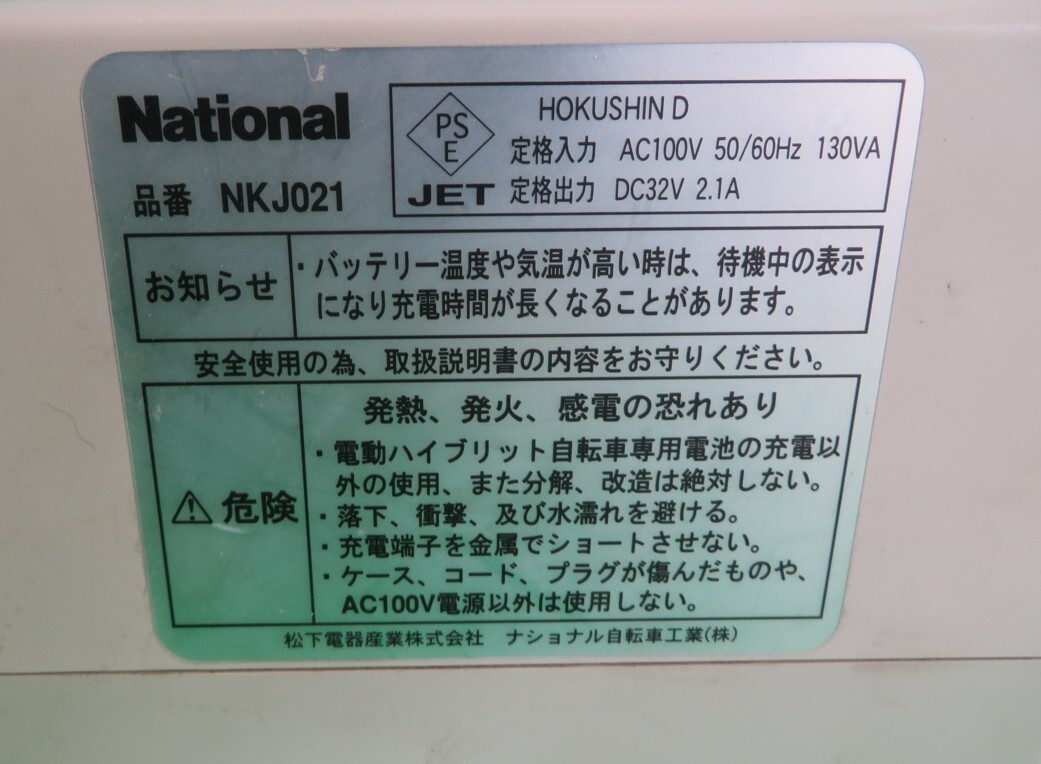 National
品番 NKJ021
PS
E
JET
HOKUSHIN D
定格入力 AC100V 50/60Hz 130VA
定格出力 DC32V 2.1A
お知らせ
・バッテリー温度や気温が高い時は、待機中の表示
になり充電時間が長くなることがあります。
安全使用の為、取扱説明書の内容をお守りください。
⚠危険
発熱、発火、感電の恐れあり
・電動ハイブリット自転車専用電池の充電以
外の使用、また分解、改造は絶対しない。
・落下、衝撃、及び水濡れを避ける。
・充電端子を金属でショートさせない。
・ケース、コード、プラグが傷んだものや、
AC100V電源以外は使用しない。
松下電器産業株式会社 ナショナル自転車工業(株)